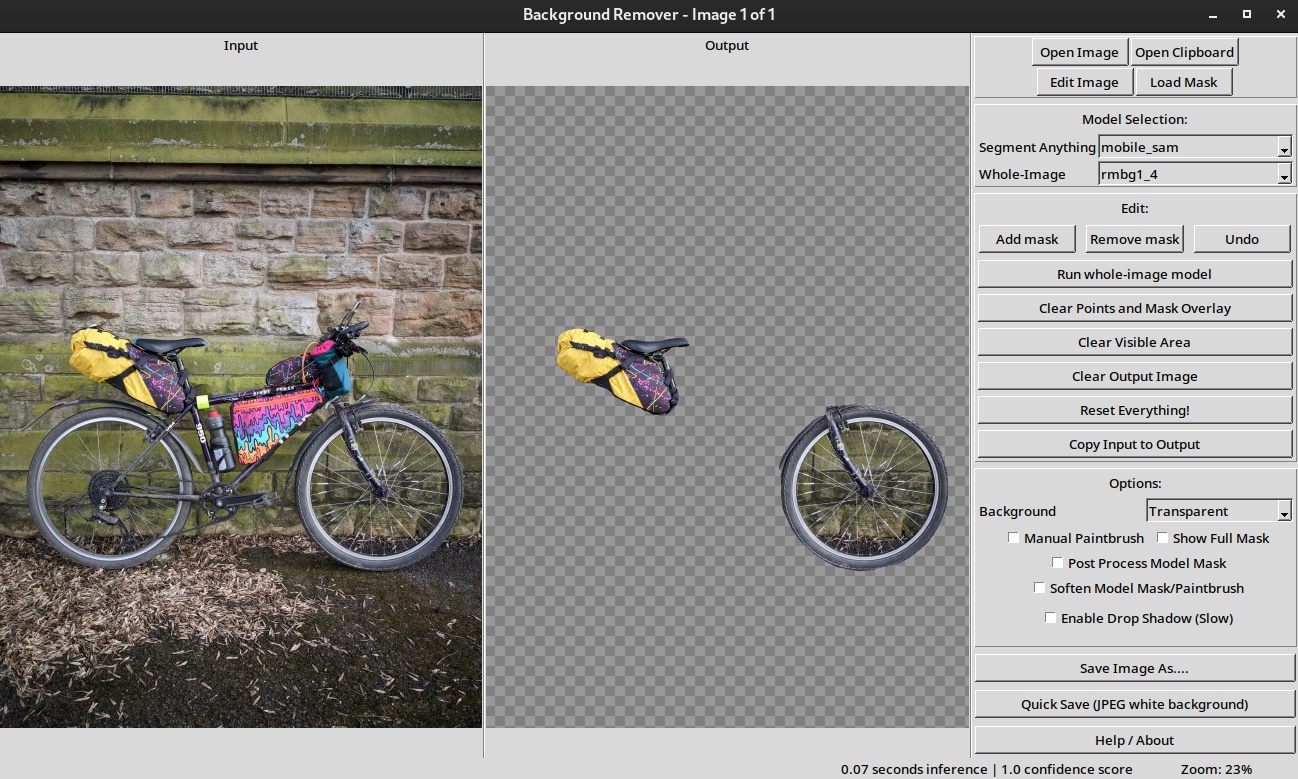 Background Remover - Image 1 of 1
Input
Output
Open Image
Open Clipboard
Edit Image
Load Mask
Model Selection:
Segment Anything
mobile_sam
Whole-Image
rmbg1_4
Edit:
Add mask
Remove mask
Undo
Run whole-image model
Clear Points and Mask Overlay
Clear Visible Area
Clear Output Image
Reset Everything!
Copy Input to Output
Options:
Background
Transparent
Manual Paintbrush
Show Full Mask
Post Process Model Mask
Soften Model Mask/Paintbrush
Enable Drop Shadow (Slow)
Save Image As....
Quick Save (JPEG white background)
Help / About
0.07 seconds inference | 1.0 confidence score
Zoom: 23%